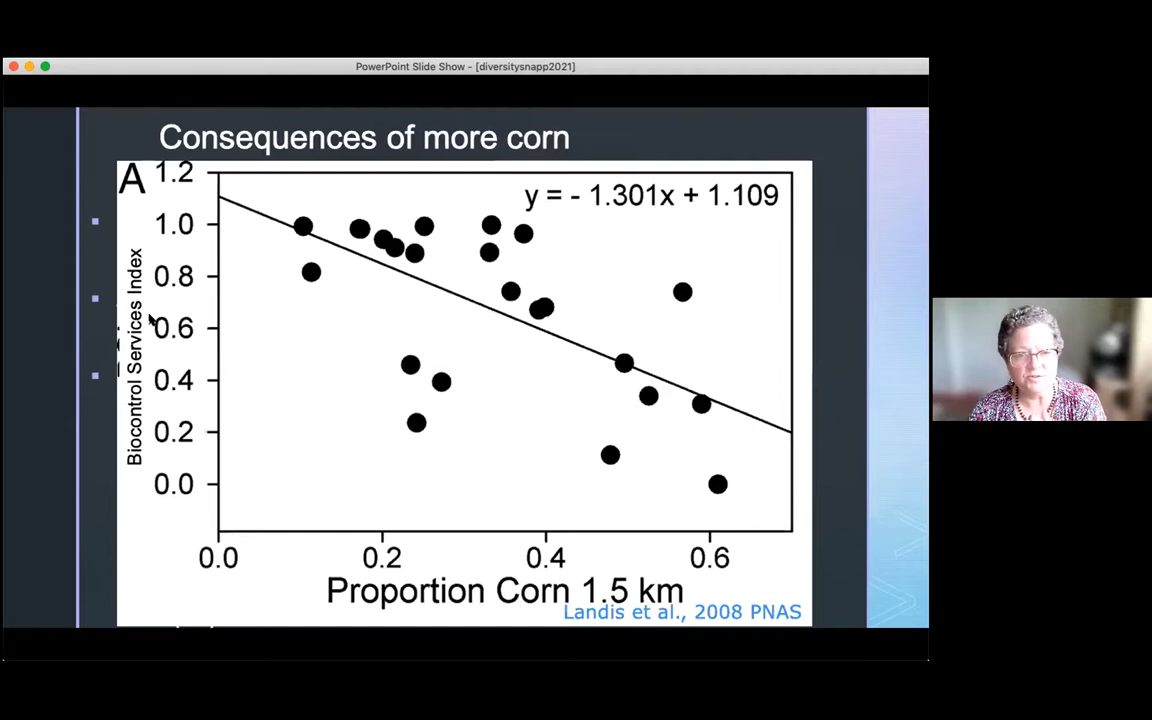 PowerPoint Slide Show - [diversitysnapp2021]
Consequences of more corn
A
y = - 1.301x + 1.109
1.2
1.0
0.8
0.6
0.4
0.2
0.0
Biocontrol Services Index
0.0 0.2 0.4 0.6
Proportion Corn 1.5 km
Landis et al., 2008 PNAS